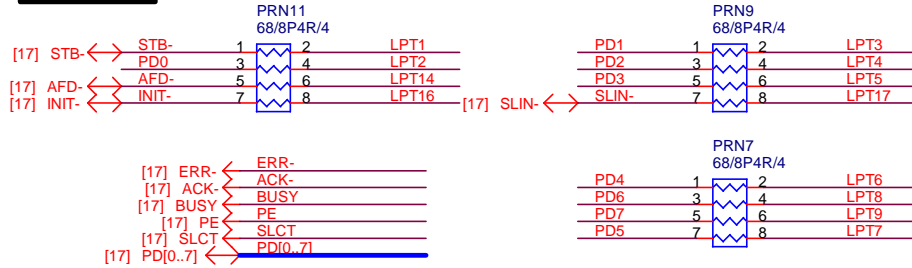 PRN11
68/8P4R/4
[17] STB- STB- 1 2 LPT1
PD0 3 4 LPT2
[17] AFD- AFD- 5 6 LPT14
[17] INIT- INIT- 7 8 LPT16
PRN9
68/8P4R/4
PD1 1 2 LPT3
PD2 3 4 LPT4
PD3 5 6 LPT5
[17] SLIN- SLIN- 7 8 LPT17
[17] ERR- ERR-
[17] ACK- ACK-
[17] BUSY BUSY
[17] PE PE
[17] SLCT SLCT
[17] PD[0..7] PD[0..7]
PRN7
68/8P4R/4
PD4 1 2 LPT6
PD6 3 4 LPT8
PD7 5 6 LPT9
PD5 7 8 LPT7